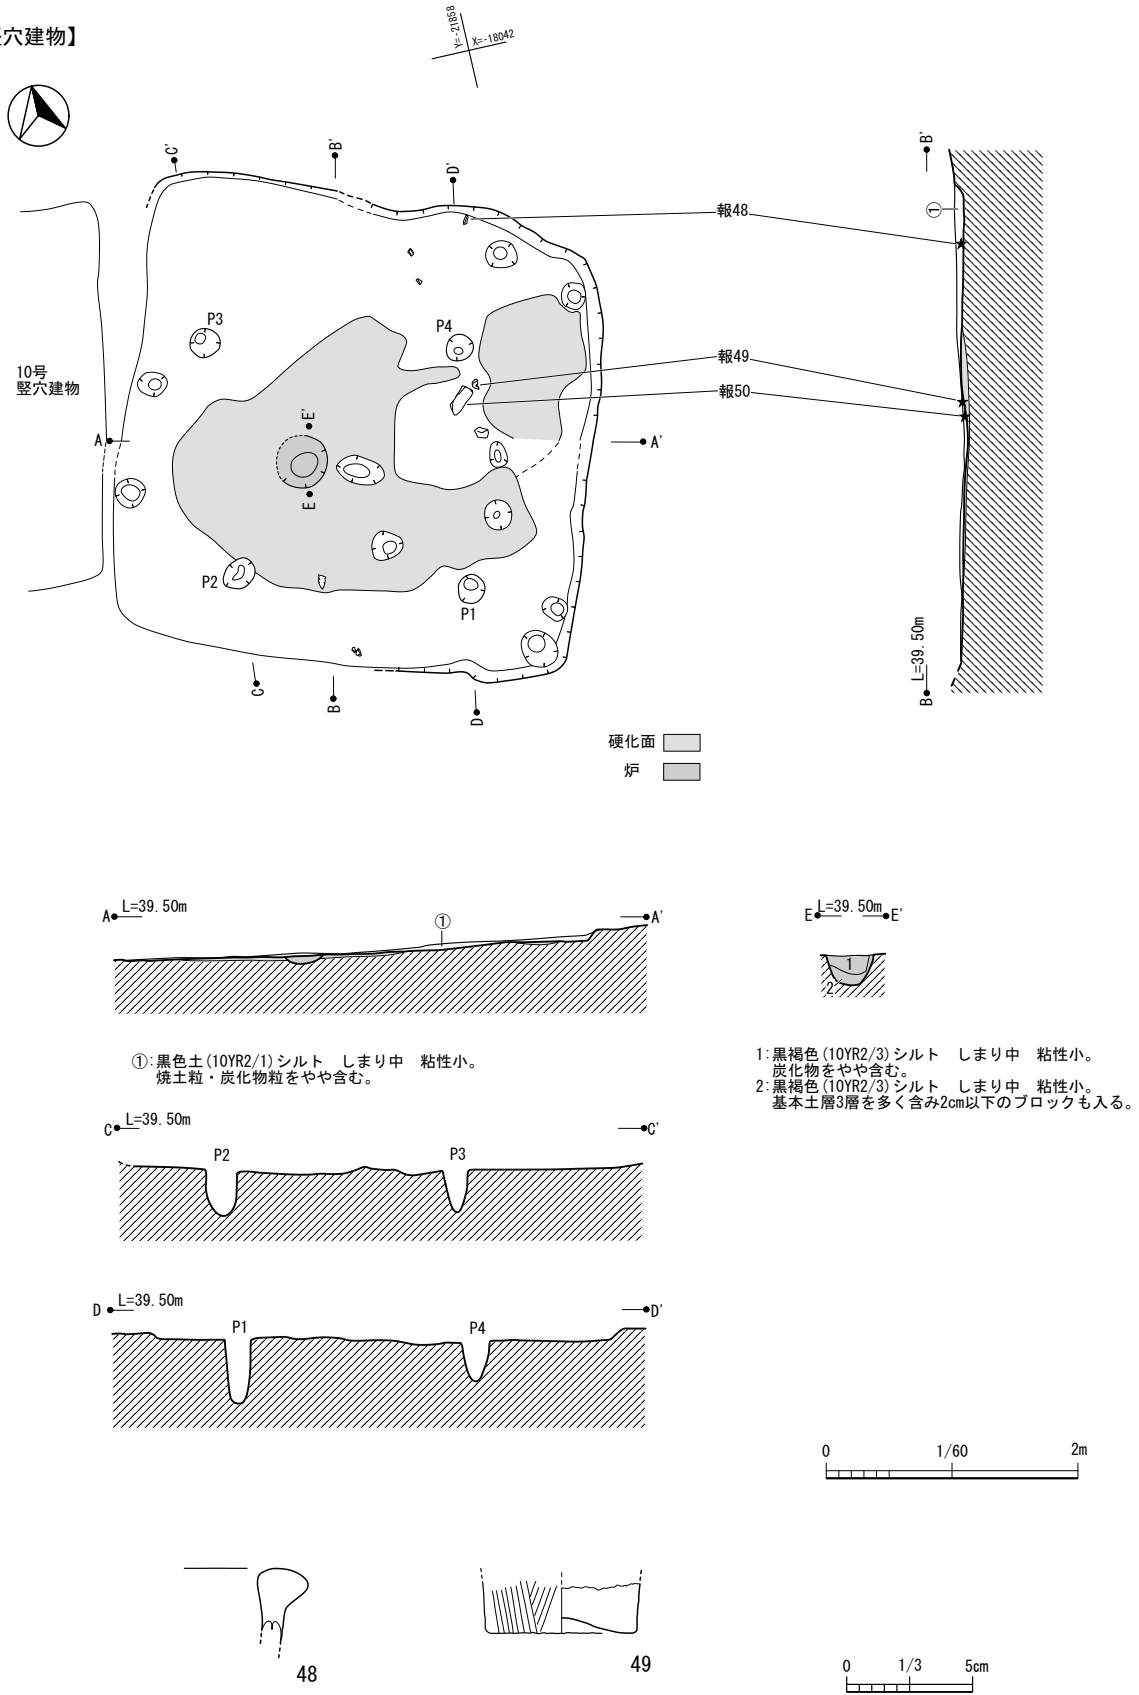 穴建物】
Y=-21858
X=-18042
C'
B'
D'
B'
報48
①
P3
P4
10号
竪穴建物
報49
報50
E'
A
A'
E
P2
P1
L=39.50m
C
B
D
B
硬化面
炉
A L=39.50m
①
A'
E L=39.50m E'
1
2
①:黒色土(10YR2/1)シルト　しまり中　粘性小。
焼土粒・炭化物粒をやや含む。
1:黒褐色(10YR2/3)シルト　しまり中　粘性小。
炭化物をやや含む。
2:黒褐色(10YR2/3)シルト　しまり中　粘性小。
基本土層3層を多く含み2cm以下のブロックも入る。
C L=39.50m
C'
P2
P3
D L=39.50m
D'
P1
P4
0 1/60 2m
48
49
0 1/3 5cm